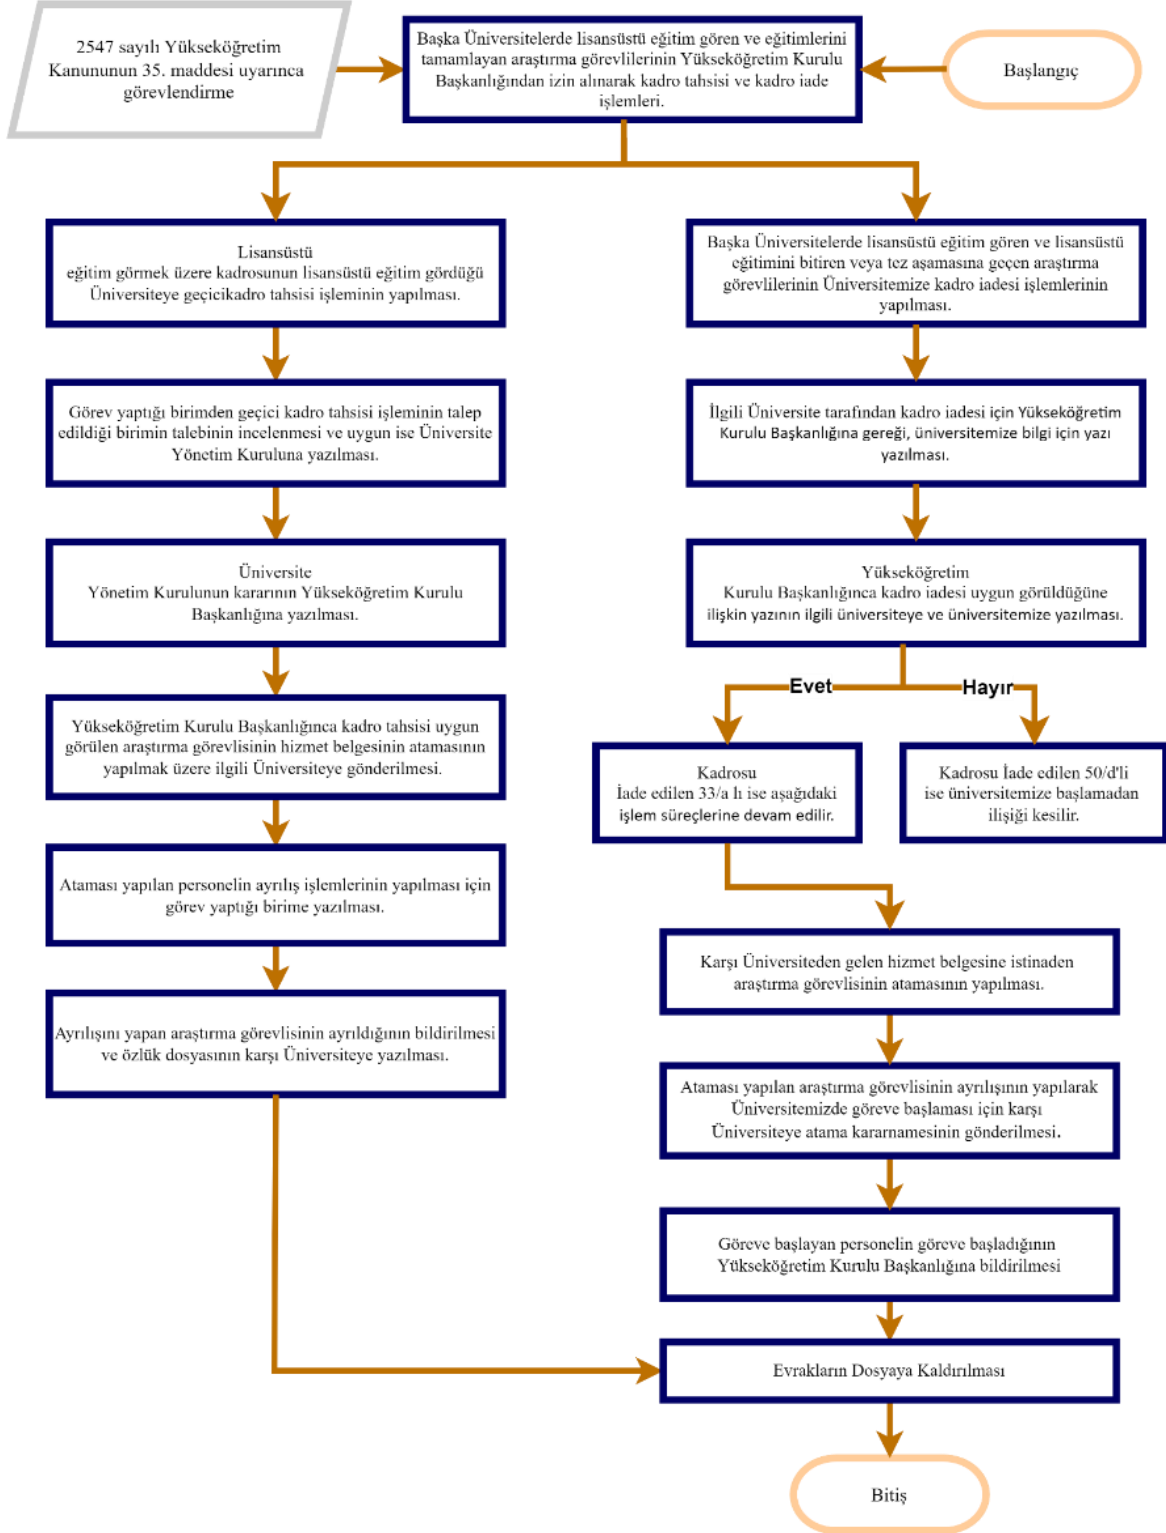 2547 sayılı Yükseköğretim
Kanununun 35. maddesi uyarınca
görevlendirme
Başka Üniversitelerde lisansüstü eğitim gören ve eğitimlerini
tamamlayan araştırma görevlilerinin Yükseköğretim Kurulu
Başkanlığından izin alınarak kadro tahsisi ve kadro iade
işlemleri.
Başlangıç
Lisansüstü
eğitim görmek üzere kadrosunun lisansüstü eğitim gördüğü
Üniversiteye geçicikadro tahsisi işleminin yapılması.
Görev yaptığı birimden geçici kadro tahsisi işleminin talep
edildiği birimin talebinin incelenmesi ve uygun ise Üniversite
Yönetim Kuruluna yazılması.
Üniversite
Yönetim Kurulunun kararının Yükseköğretim Kurulu
Başkanlığına yazılması.
Yükseköğretim Kurulu Başkanlığınca kadro tahsisi uygun
görülen araştırma görevlisinin hizmet belgesinin atamasının
yapılmak üzere ilgili Üniversiteye gönderilmesi.
Ataması yapılan personelin ayrılış işlemlerinin yapılması için
görev yaptığı birime yazılması.
Ayrılışını yapan araştırma görevlisinin ayrıldığının bildirilmesi
ve özlük dosyasının karşı Üniversiteye yazılması.
Başka Üniversitelerde lisansüstü eğitim gören ve lisansüstü
eğitimini bitiren veya tez aşamasına geçen araştırma
görevlilerinin Üniversitemize kadro iadesi işlemlerinin
yapılması.
İlgili Üniversite tarafından kadro iadesi için Yükseköğretim
Kurulu Başkanlığına gereği, üniversitemize bilgi için yazı
yazılması.
Yükseköğretim
Kurulu Başkanlığınca kadro iadesi uygun görüldüğüne
ilişkin yazının ilgili üniversiteye ve üniversitemize yazılması.
Evet
Hayır
Kadrosu
İade edilen 33/a lı ise aşağıdaki
işlem süreçlerine devam edilir.
Kadrosu İade edilen 50/d'li
ise üniversitemize başlamadan
ilişiği kesilir.
Karşı Üniversiteden gelen hizmet belgesine istinaden
araştırma görevlisinin atamasının yapılması.
Ataması yapılan araştırma görevlisinin ayrılışının yapılarak
Üniversitemizde göreve başlaması için karşı
Üniversiteye atama kararnamesinin gönderilmesi.
Göreve başlayan personelin göreve başladığının
Yükseköğretim Kurulu Başkanlığına bildirilmesi
Evrakların Dosyaya Kaldırılması
Bitiş